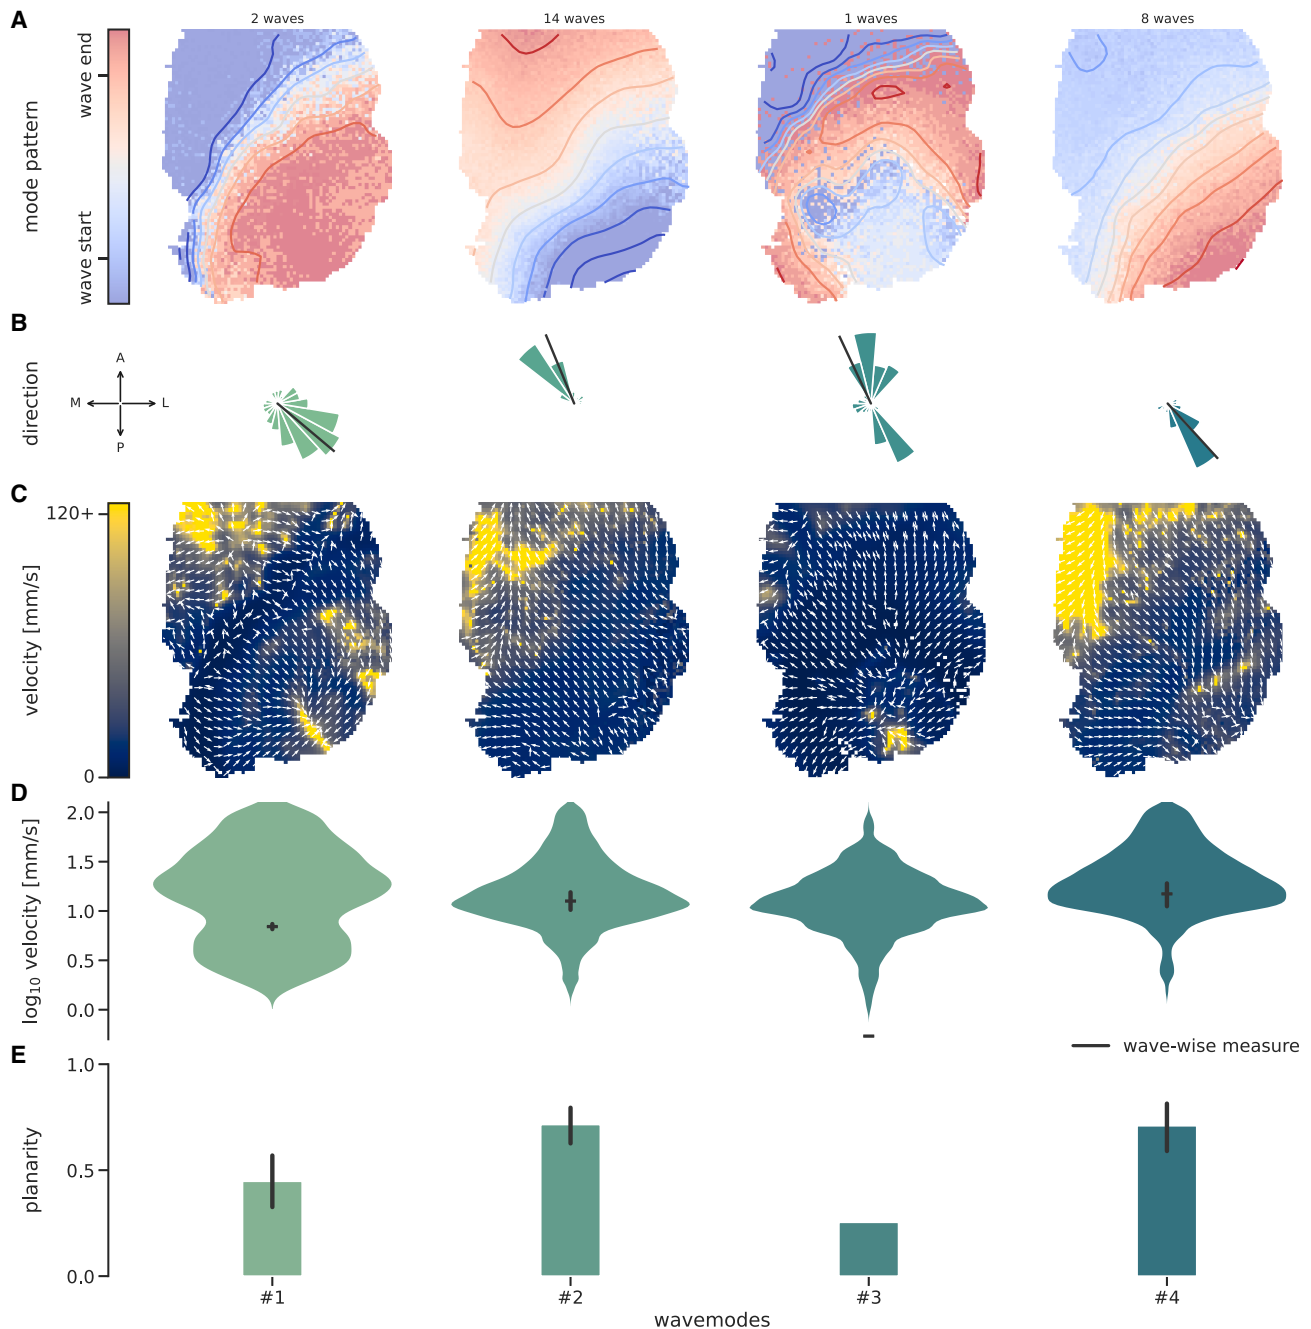 A
2 waves
14 waves
1 waves
8 waves
mode pattern
wave end
wave start
B
direction
A
M
L
P
C
velocity [mm/s]
120+
0
D
log₁₀ velocity [mm/s]
2.0
1.5
1.0
0.5
0.0
wave-wise measure
E
planarity
1.0
0.5
0.0
#1
#2
#3
#4
wavemodes